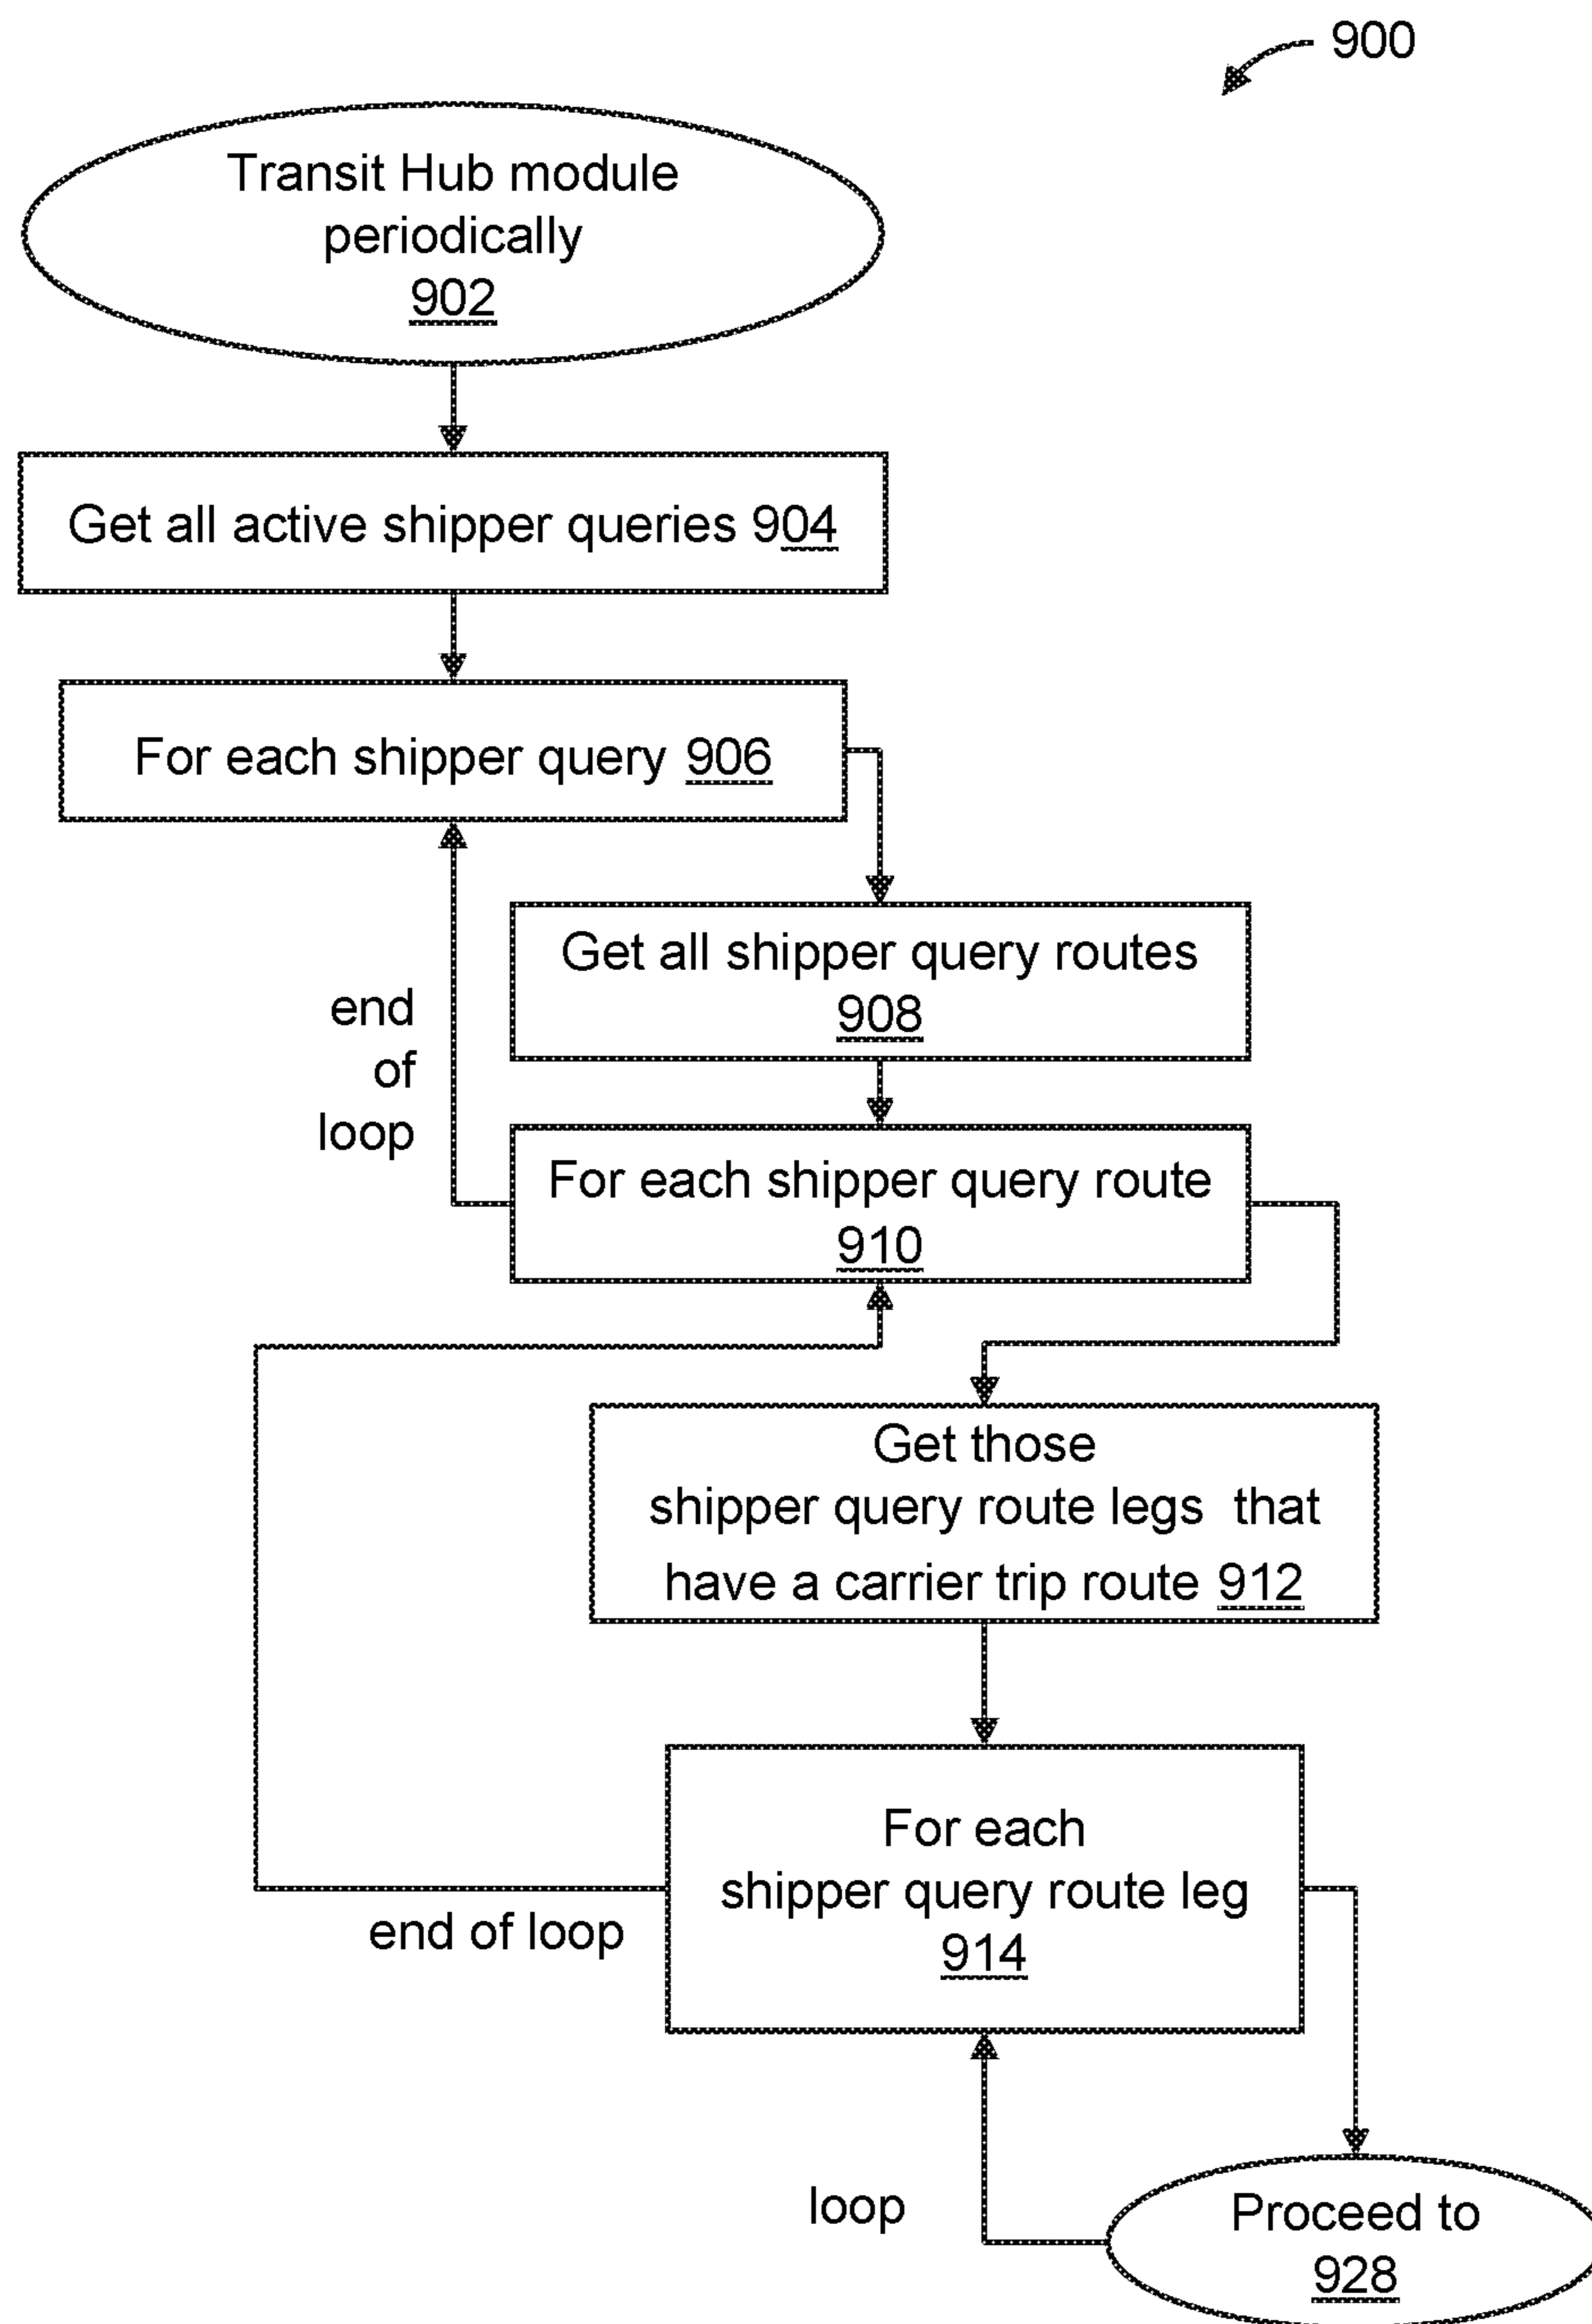 900
Transit Hub module
periodically
902
Get all active shipper queries 904
For each shipper query 906
Get all shipper query routes
908
end
of
loop
For each shipper query route
910
Get those
shipper query route legs that
have a carrier trip route 912
For each
shipper query route leg
914
end of loop
loop
Proceed to
928